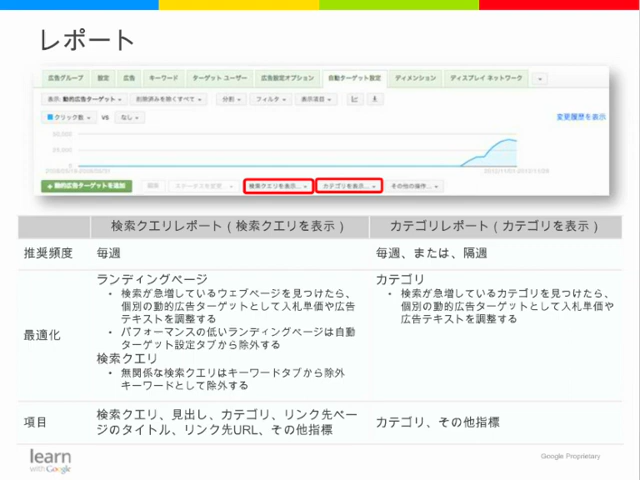 レポート
広告グループ 設定 広告 キーワード ターゲット ユーザー 広告表示オプション 自動ターゲット設定 ディメンション ディスプレイ ネットワーク
表示: 動的広告ターゲット 削除済みを除くすべて 分割 フィルタ 表示項目
クリック数 vs なし 変更履歴を表示
+ 動的広告ターゲットを追加 編集 ステータスを変更... 検索クエリを表示... カテゴリを表示... その他の操作...
検索クエリレポート（検索クエリを表示） カテゴリレポート（カテゴリを表示）
推奨頻度 毎週 毎週、または、隔週
最適化
ランディングページ
・ 検索が急増しているウェブページを見つけたら、
個別の動的広告ターゲットとして入札単価や広告
テキストを調整する
・ パフォーマンスの低いランディングページは自動
ターゲット設定タブから除外する
検索クエリ
・ 無関係な検索クエリはキーワードタブから除外
キーワードとして除外する
カテゴリ
・ 検索が急増しているカテゴリを見つけたら、
個別の動的広告ターゲットとして入札単価や
広告テキストを調整する
項目
検索クエリ、見出し、カテゴリ、リンク先ペー
ジのタイトル、リンク先URL、その他指標
カテゴリ、その他指標
learn
with Google
Google Proprietary